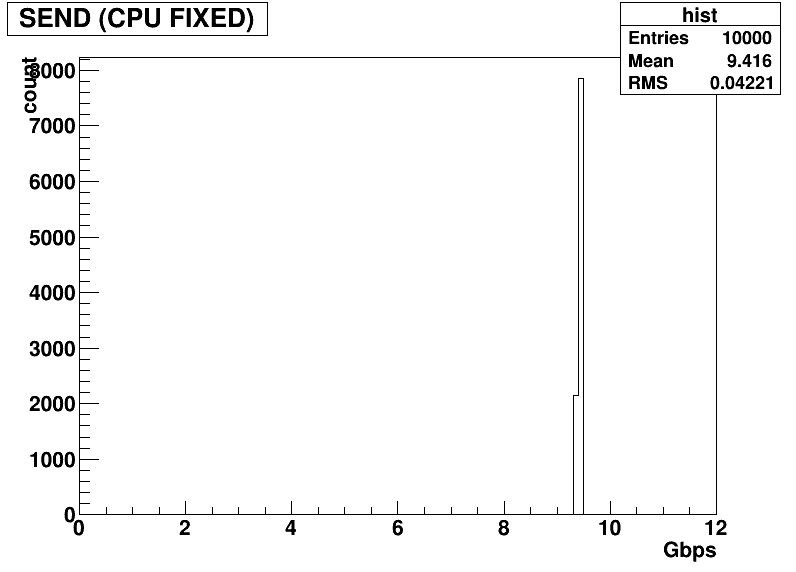 SEND (CPU FIXED)
hist
Entries 10000
Mean 9.416
RMS 0.04221
count
8000
7000
6000
5000
4000
3000
2000
1000
0
0 2 4 6 8 10 12
Gbps